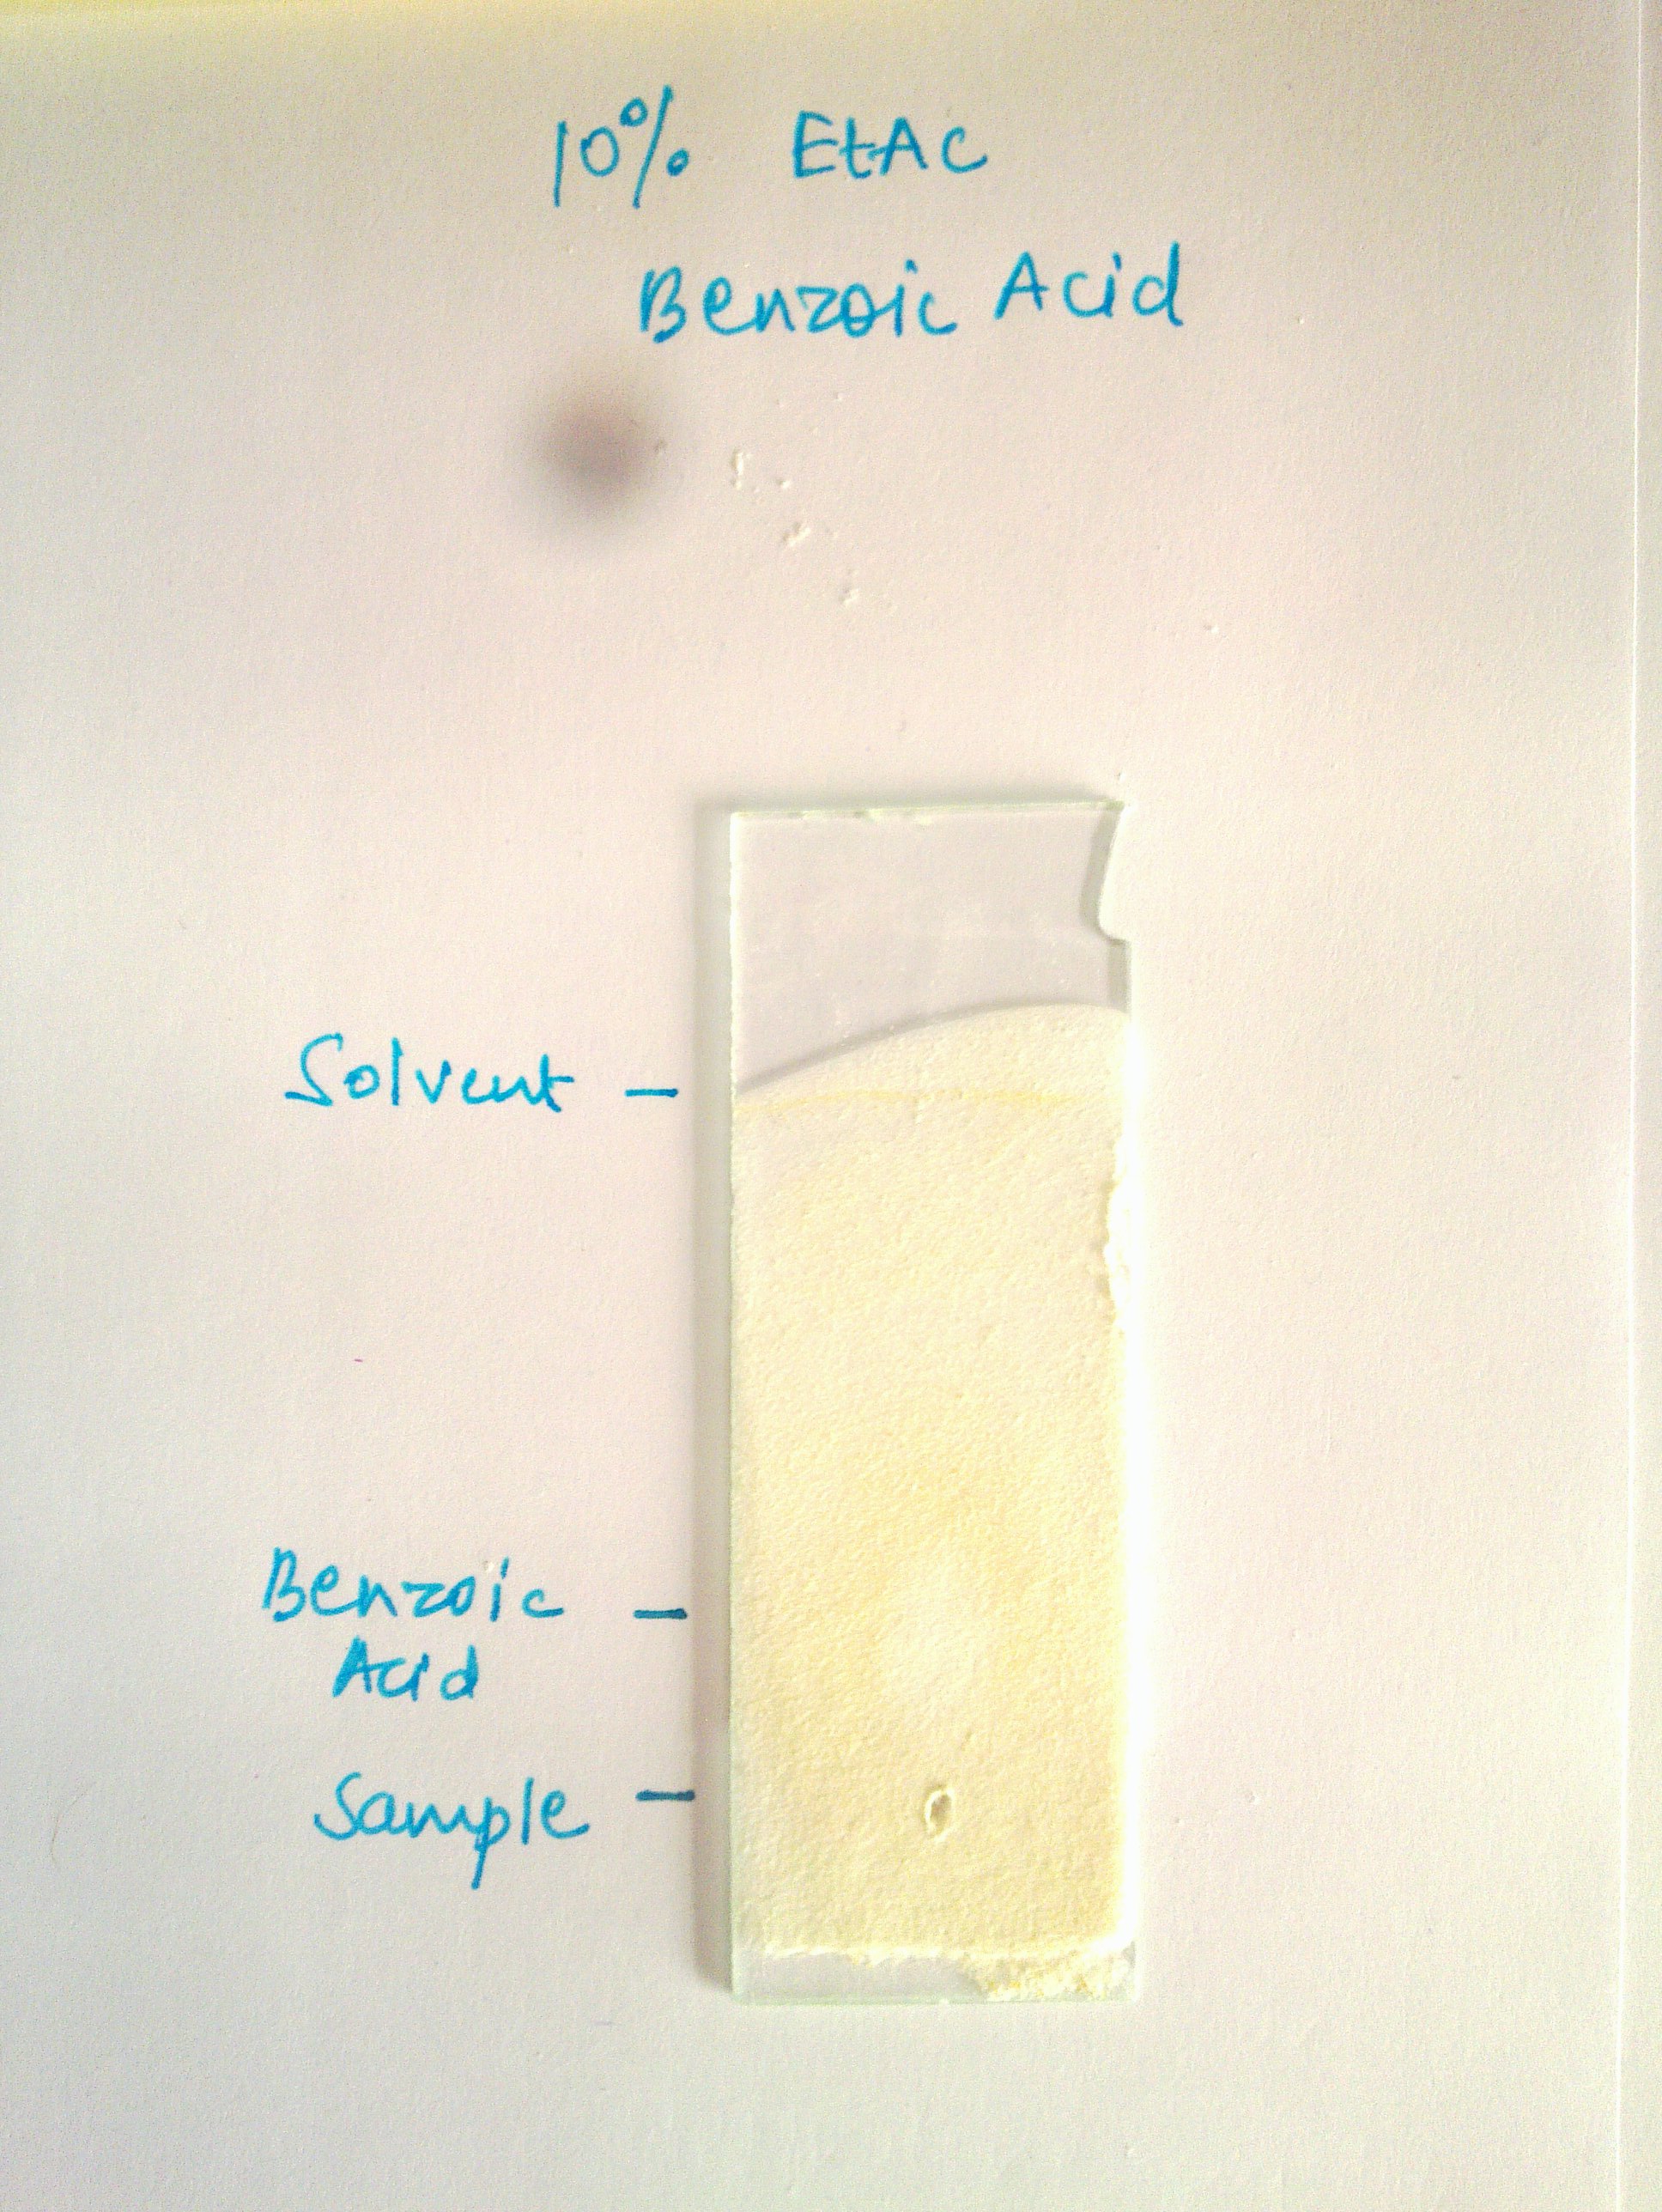 10% EtAc
Benzoic Acid
Solvent –
Benzoic –
Acid
Sample –